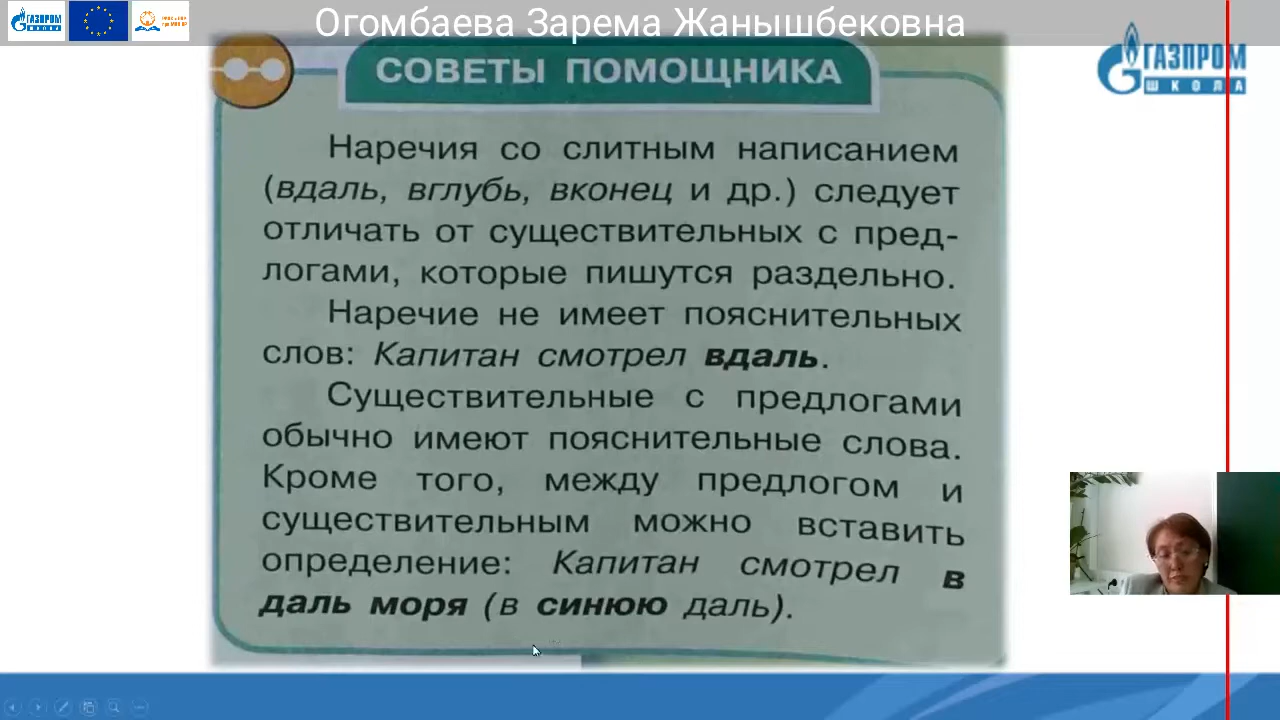 Огомбаева Зарема Жанышбековна
ГАЗПРОМ
ШКОЛА
ГАЗПРОМ
ШКОЛА
СОВЕТЫ ПОМОЩНИКА
Наречия со слитным написанием
(вдаль, вглубь, вконец и др.) следует
отличать от существительных с пред-
логами, которые пишутся раздельно.
Наречие не имеет пояснительных
слов: Капитан смотрел вдаль.
Существительные с предлогами
обычно имеют пояснительные слова.
Кроме того, между предлогом и
существительным можно вставить
определение: Капитан смотрел в
даль моря (в синюю даль).